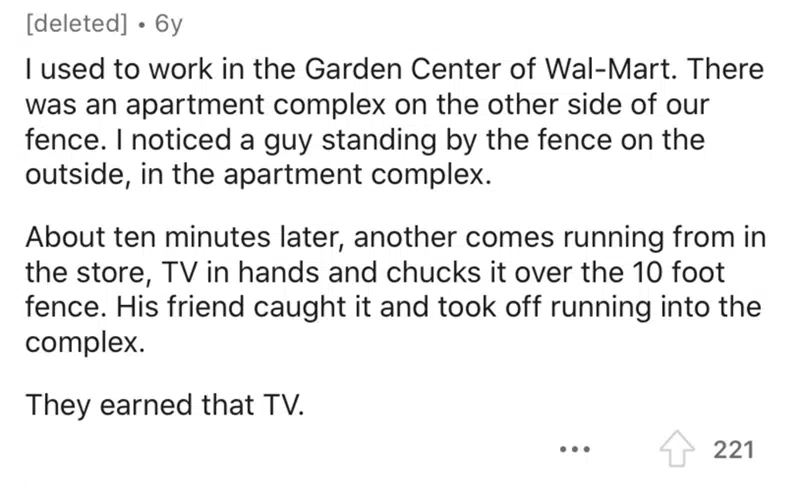 [deleted] • 6y
I used to work in the Garden Center of Wal-Mart. There
was an apartment complex on the other side of our
fence. I noticed a guy standing by the fence on the
outside, in the apartment complex.
About ten minutes later, another comes running from in
the store, TV in hands and chucks it over the 10 foot
fence. His friend caught it and took off running into the
complex.
They earned that TV.
••• 221